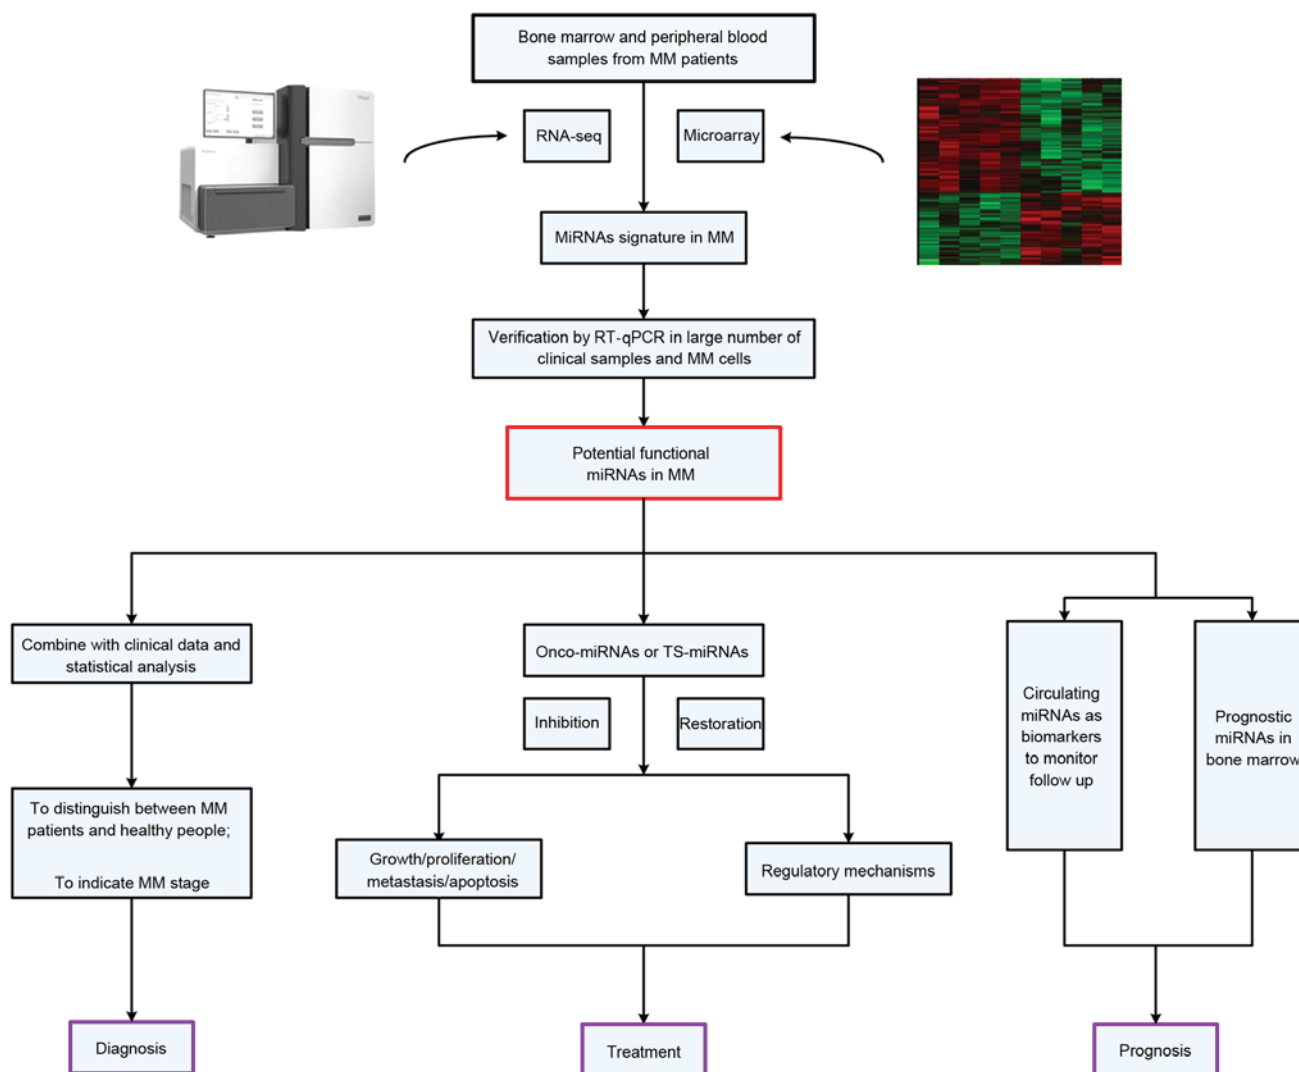 Bone marrow and peripheral blood
samples from MM patients
RNA-seq
Microarray
MiRNAs signature in MM
Verification by RT-qPCR in large number of
clinical samples and MM cells
Potential functional
miRNAs in MM
Combine with clinical data and
statistical analysis
Onco-miRNAs or TS-miRNAs
Inhibition
Restoration
Circulating
miRNAs as
biomarkers
to monitor
follow up
Prognostic
miRNAs in
bone marrow
To distinguish between MM
patients and healthy people;
To indicate MM stage
Growth/proliferation/
metastasis/apoptosis
Regulatory mechanisms
Diagnosis
Treatment
Prognosis